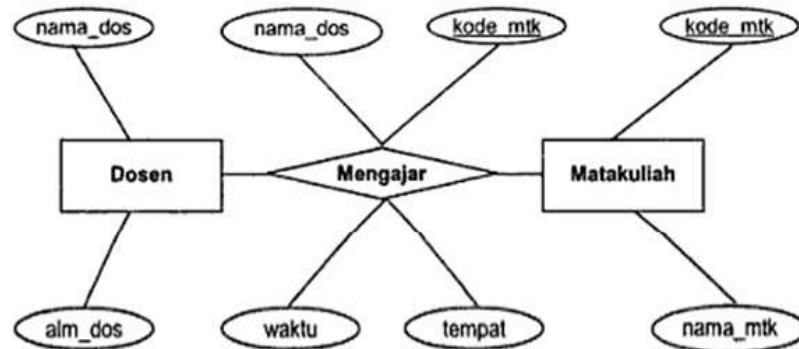 nama_dos
nama_dos
kode_mtk
kode_mtk
Dosen
Mengajar
Matakuliah
alm_dos
waktu
tempat
nama_mtk